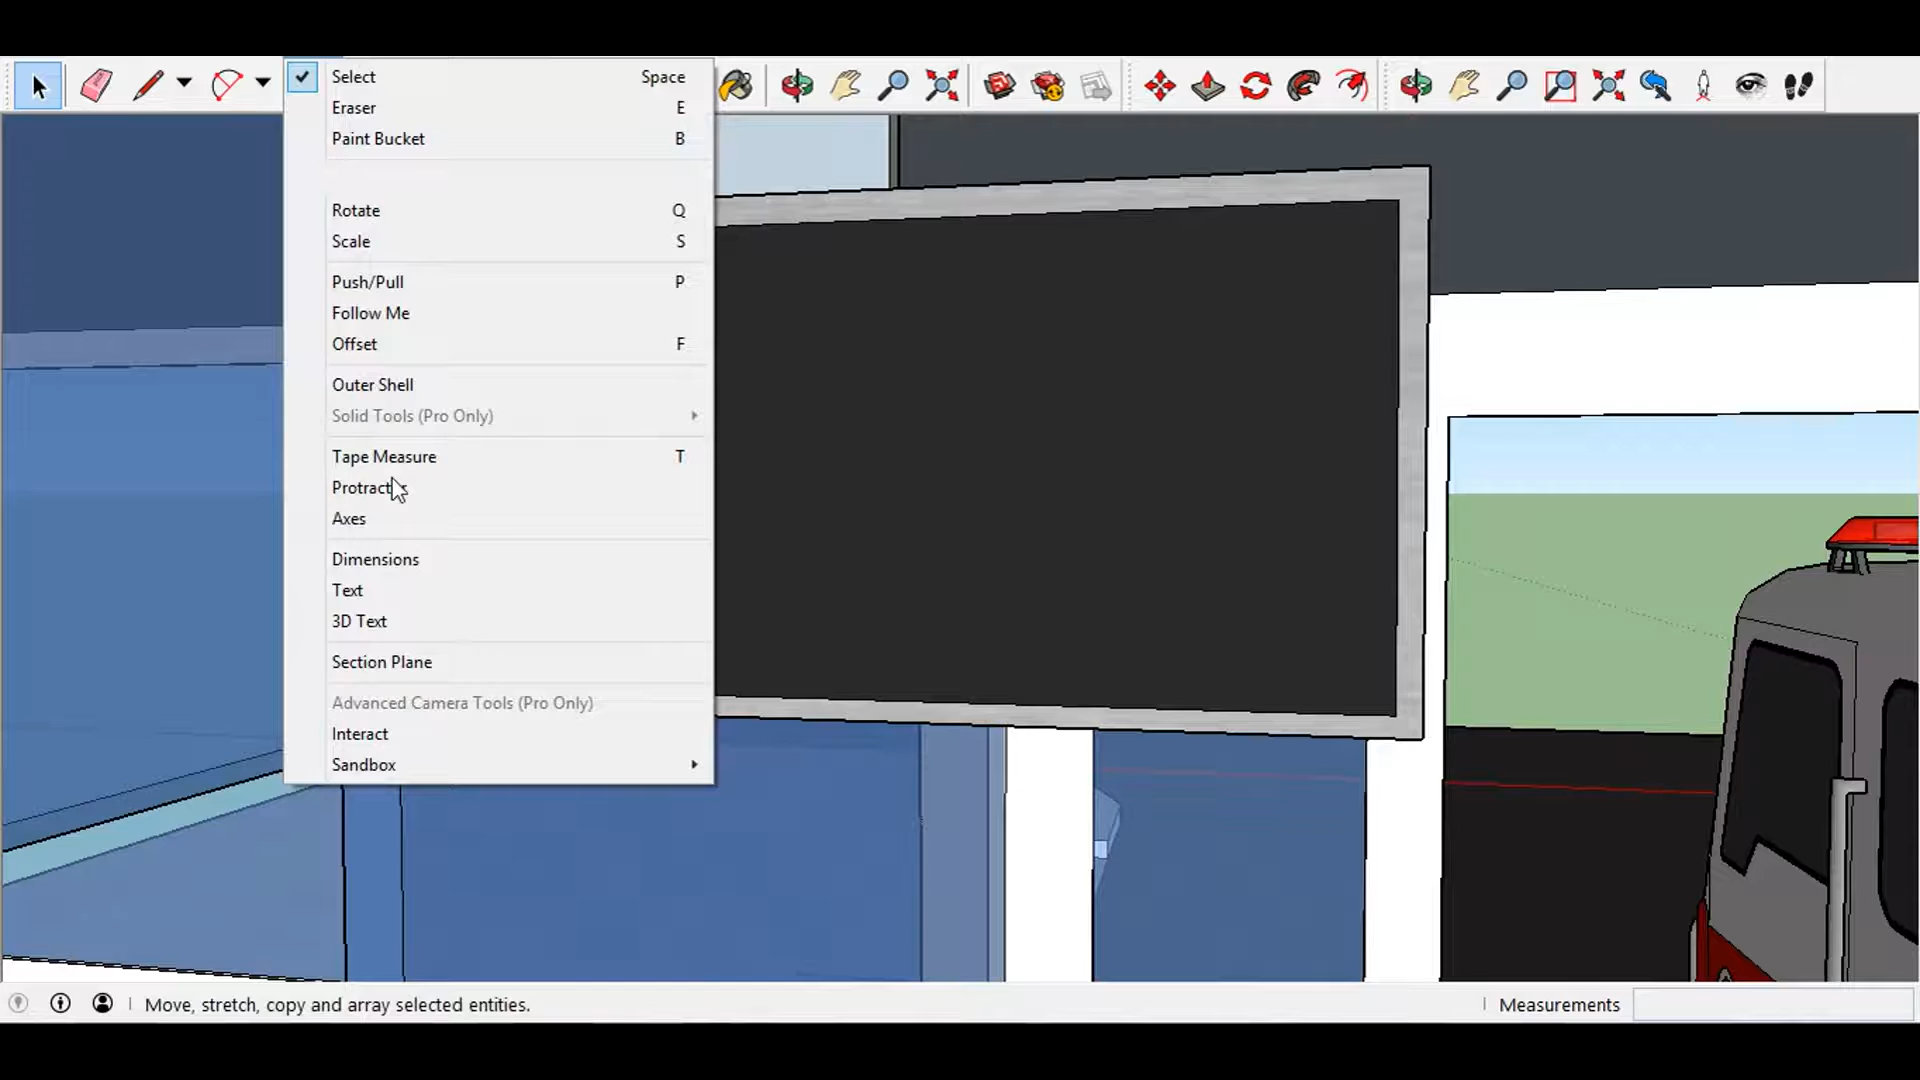 Select Space
Eraser E
Paint Bucket B
Rotate Q
Scale S
Push/Pull P
Follow Me
Offset F
Outer Shell
Solid Tools (Pro Only)
Tape Measure T
Protractor
Axes
Dimensions
Text
3D Text
Section Plane
Advanced Camera Tools (Pro Only)
Interact
Sandbox
Move, stretch, copy and array selected entities.
Measurements